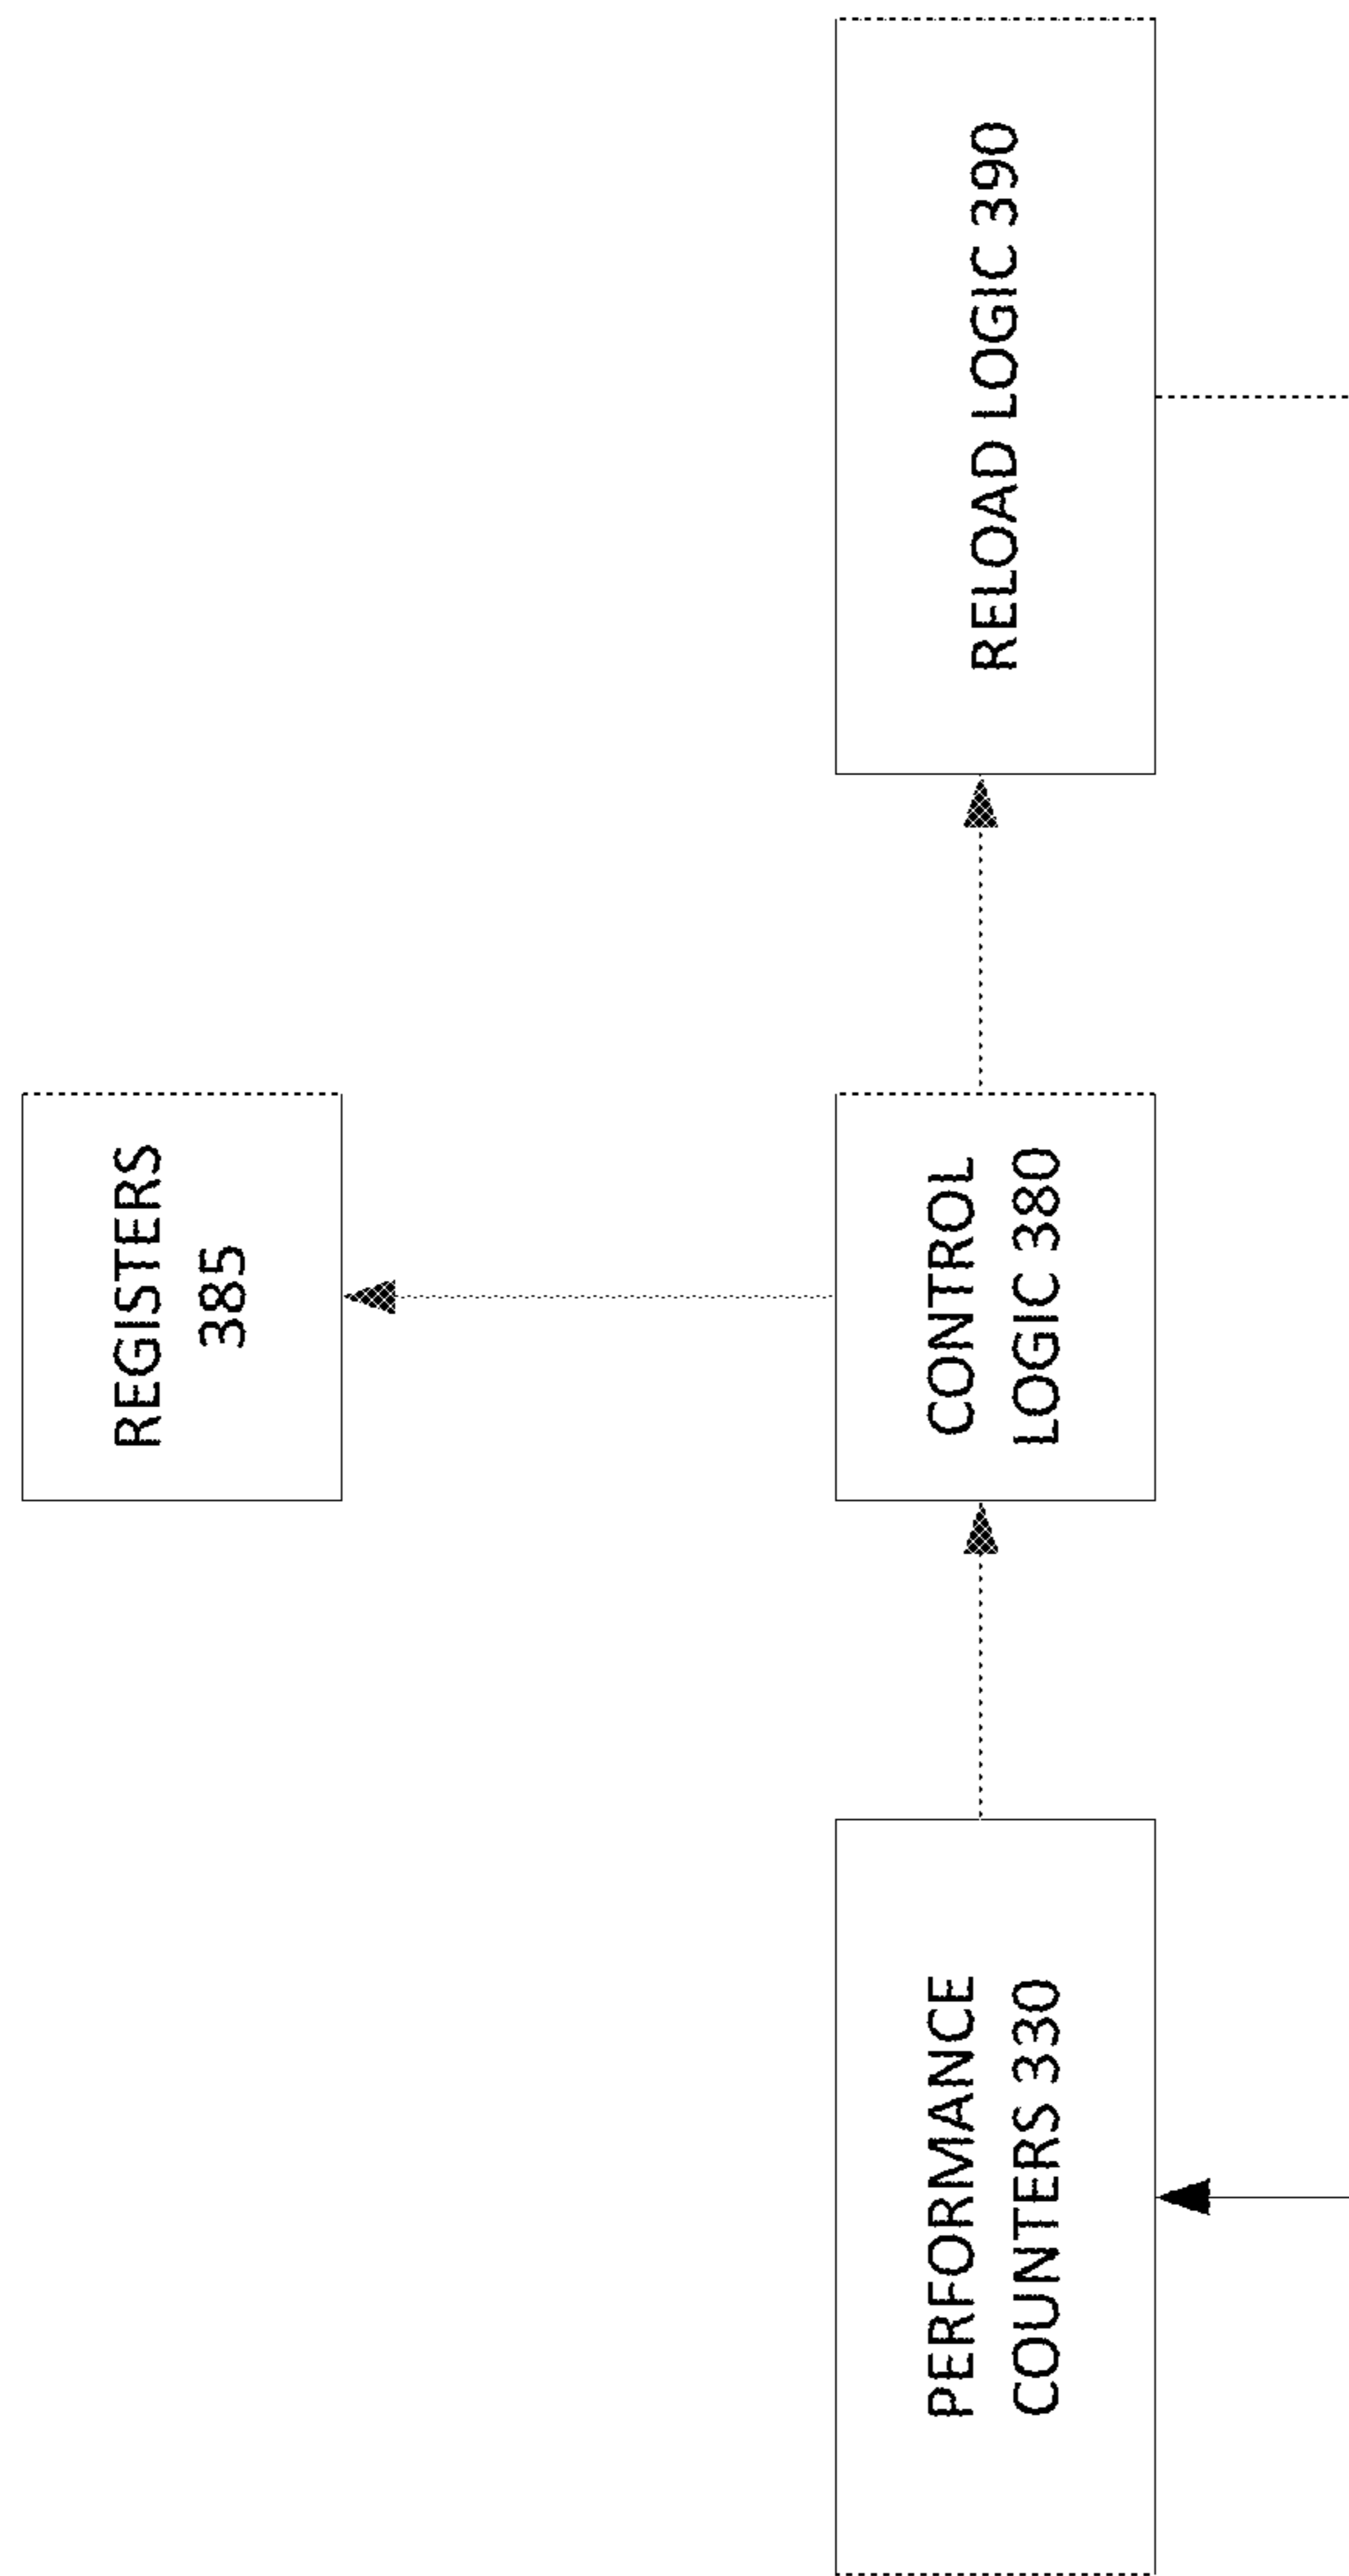 REGISTERS
385
PERFORMANCE
COUNTERS 330
CONTROL
LOGIC 380
RELOAD LOGIC 390